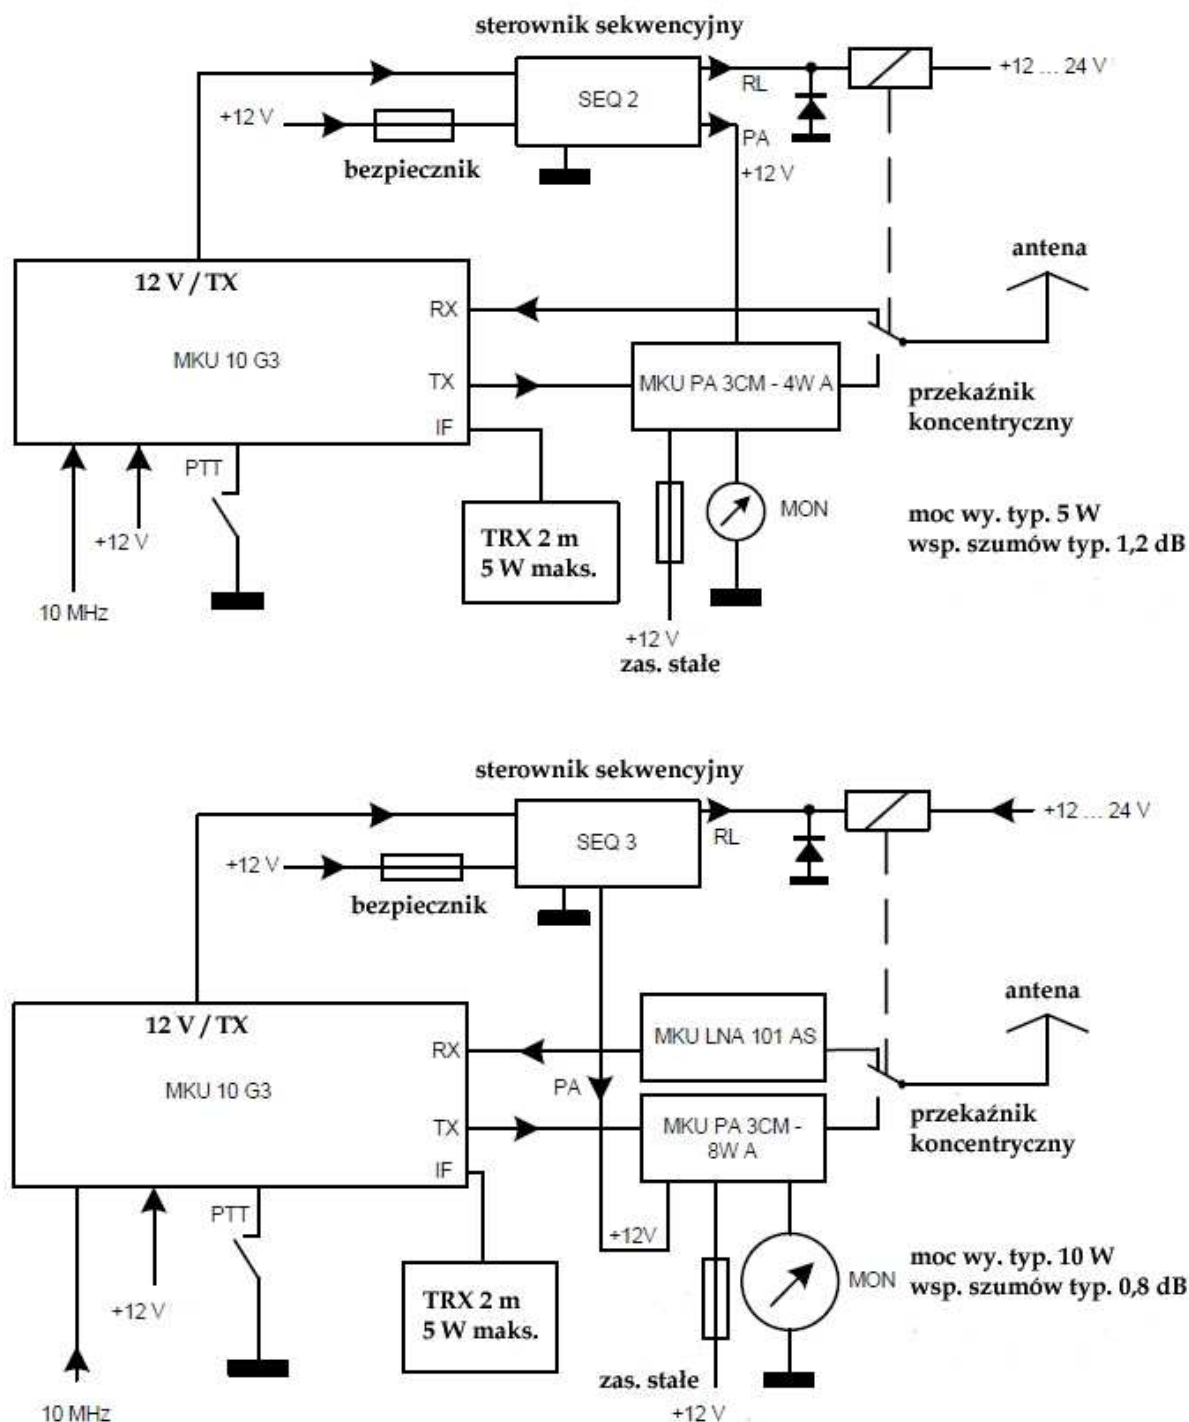 sterownik sekwencyjny
SEQ 2
RL
+12 ... 24 V
+12 V
bezpiecznik
PA
+12 V
antena
12 V / TX
RX
MKU 10 G3
TX
MKU PA 3CM - 4W A
przekaźnik
koncentryczny
IF
PTT
+12 V
10 MHz
TRX 2 m
5 W maks.
MON
moc wy. typ. 5 W
wsp. szumów typ. 1,2 dB
+12 V
zas. stałe
sterownik sekwencyjny
SEQ 3
RL
+12 ... 24 V
+12 V
bezpiecznik
antena
12 V / TX
RX
MKU LNA 101 AS
MKU 10 G3
PA
TX
MKU PA 3CM -
8W A
przekaźnik
koncentryczny
IF
PTT
+12V
+12 V
TRX 2 m
5 W maks.
MON
moc wy. typ. 10 W
wsp. szumów typ. 0,8 dB
zas. stałe
10 MHz
+12 V